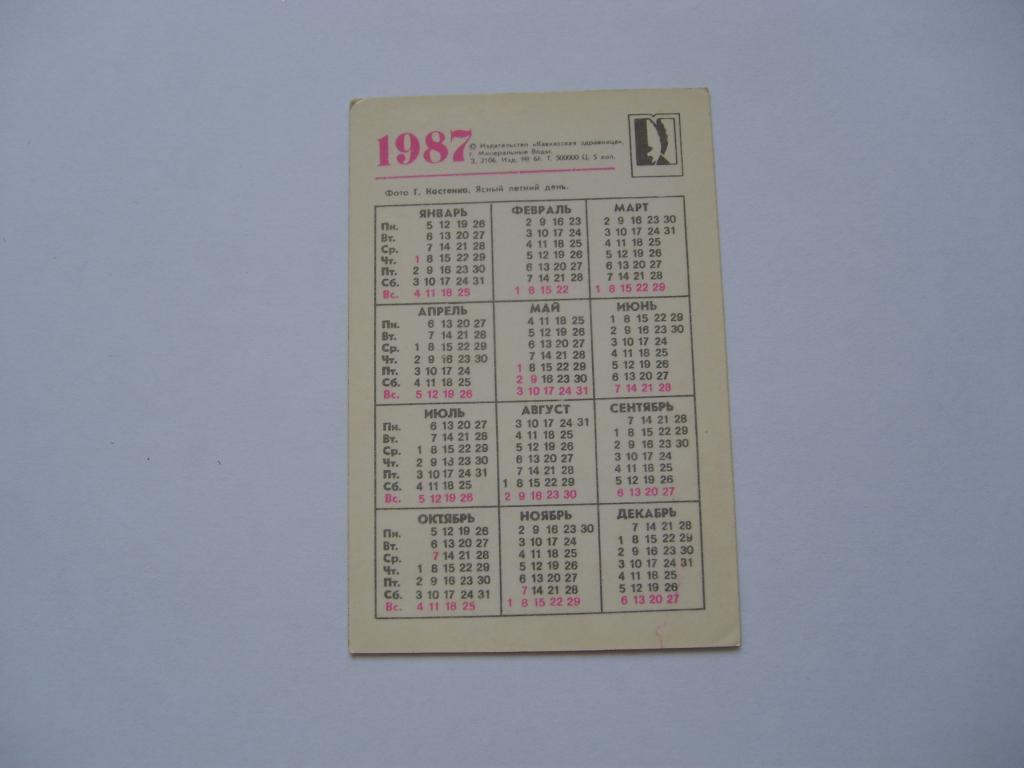 1987
© Издательство «Кавказская здравница»,
г. Минеральные Воды.
З. 2106. Изд. № 61. Т. 500000 Ц. 5 коп.
Фото Г. Костенко. Ясный летний день.
ЯНВАРЬ ФЕВРАЛЬ МАРТ
Пн. 5 12 19 26 2 9 16 23 2 9 16 23 30
Вт. 6 13 20 27 3 10 17 24 3 10 17 24 31
Ср. 7 14 21 28 4 11 18 25 4 11 18 25
Чт. 1 8 15 22 29 5 12 19 26 5 12 19 26
Пт. 2 9 16 23 30 6 13 20 27 6 13 20 27
Сб. 3 10 17 24 31 7 14 21 28 7 14 21 28
Вс. 4 11 18 25 1 8 15 22 1 8 15 22 29
АПРЕЛЬ МАЙ ИЮНЬ
Пн. 6 13 20 27 4 11 18 25 1 8 15 22 29
Вт. 7 14 21 28 5 12 19 26 2 9 16 23 30
Ср. 1 8 15 22 29 6 13 20 27 3 10 17 24
Чт. 2 9 16 23 30 7 14 21 28 4 11 18 25
Пт. 3 10 17 24 1 8 15 22 29 5 12 19 26
Сб. 4 11 18 25 2 9 16 23 30 6 13 20 27
Вс. 5 12 19 26 3 10 17 24 31 7 14 21 28
ИЮЛЬ АВГУСТ СЕНТЯБРЬ
Пн. 6 13 20 27 3 10 17 24 31 7 14 21 28
Вт. 7 14 21 28 4 11 18 25 1 8 15 22 29
Ср. 1 8 15 22 29 5 12 19 26 2 9 16 23 30
Чт. 2 9 16 23 30 6 13 20 27 3 10 17 24
Пт. 3 10 17 24 31 7 14 21 28 4 11 18 25
Сб. 4 11 18 25 1 8 15 22 29 5 12 19 26
Вс. 5 12 19 26 2 9 16 23 30 6 13 20 27
ОКТЯБРЬ НОЯБРЬ ДЕКАБРЬ
Пн. 5 12 19 26 2 9 16 23 30 7 14 21 28
Вт. 6 13 20 27 3 10 17 24 1 8 15 22 29
Ср. 7 14 21 28 4 11 18 25 2 9 16 23 30
Чт. 1 8 15 22 29 5 12 19 26 3 10 17 24 31
Пт. 2 9 16 23 30 6 13 20 27 4 11 18 25
Сб. 3 10 17 24 31 7 14 21 28 5 12 19 26
Вс. 4 11 18 25 1 8 15 22 29 6 13 20 27